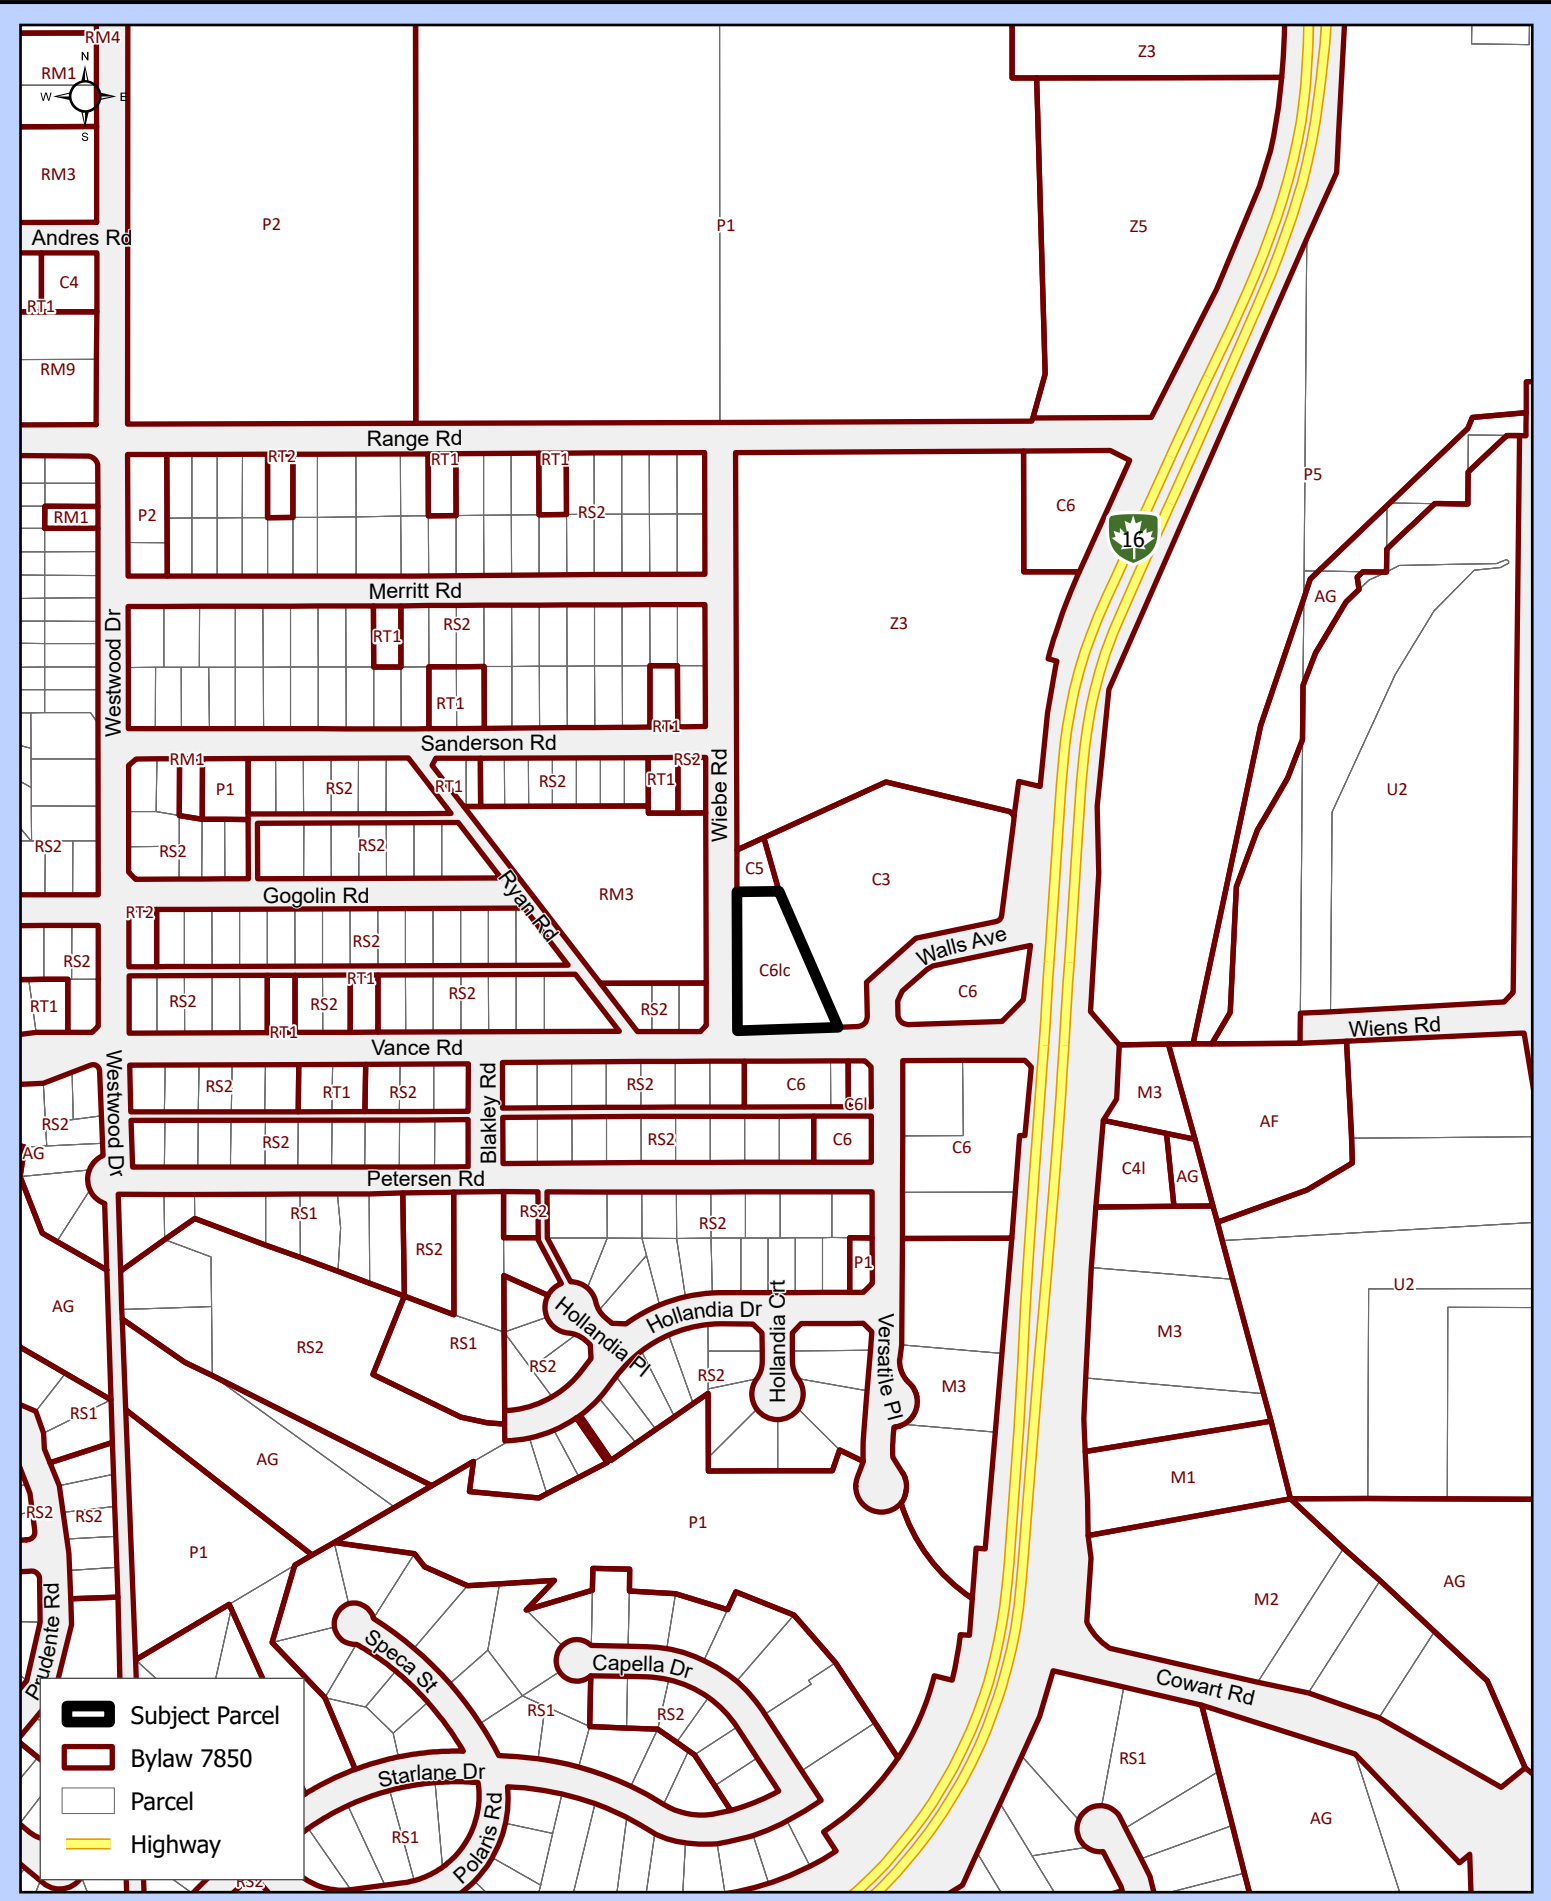 RM4
Z3
N
RM1
W
E
S
RM3
P2
P1
Z5
Andres Rd
C4
RT1
RM9
Range Rd
RT2
RT1
RT1
P5
C6
RM1
P2
RS2
16
Merritt Rd
AG
Westwood Dr
RT1
RS2
Z3
RT1
RT1
Sanderson Rd
Wiebe Rd
RM1
P1
RS2
RT1
RS2
RT1
RS2
U2
RS2
RS2
RS2
C5
C3
Gogolin Rd
Ryan Rd
RM3
RT2
RS2
RS2
Walls Ave
C6lc
C6
RT1
RS2
RT1
RS2
RT1
RS2
RS2
Wiens Rd
Vance Rd
Westwood Dr
Blakley Rd
RS2
RT1
RS2
RS2
C6
C6l
M3
AF
RS2
RS2
RS2
C6
C6
AG
C4l
AG
Petersen Rd
RS1
RS2
RS2
RS2
P1
AG
RS2
RS1
Hollandia Pl
Hollandia Dr
Hollandia Crt
Versatile Pl
U2
M3
RS2
RS2
M3
RS1
AG
M1
RS2
RS2
P1
P1
AG
M2
Prudente Rd
Speca St
Capella Dr
Cowart Rd
RS1
RS2
RS1
Starlane Dr
RS1
Polaris Rd
AG
RS2
Subject Parcel
Bylaw 7850
Parcel
Highway